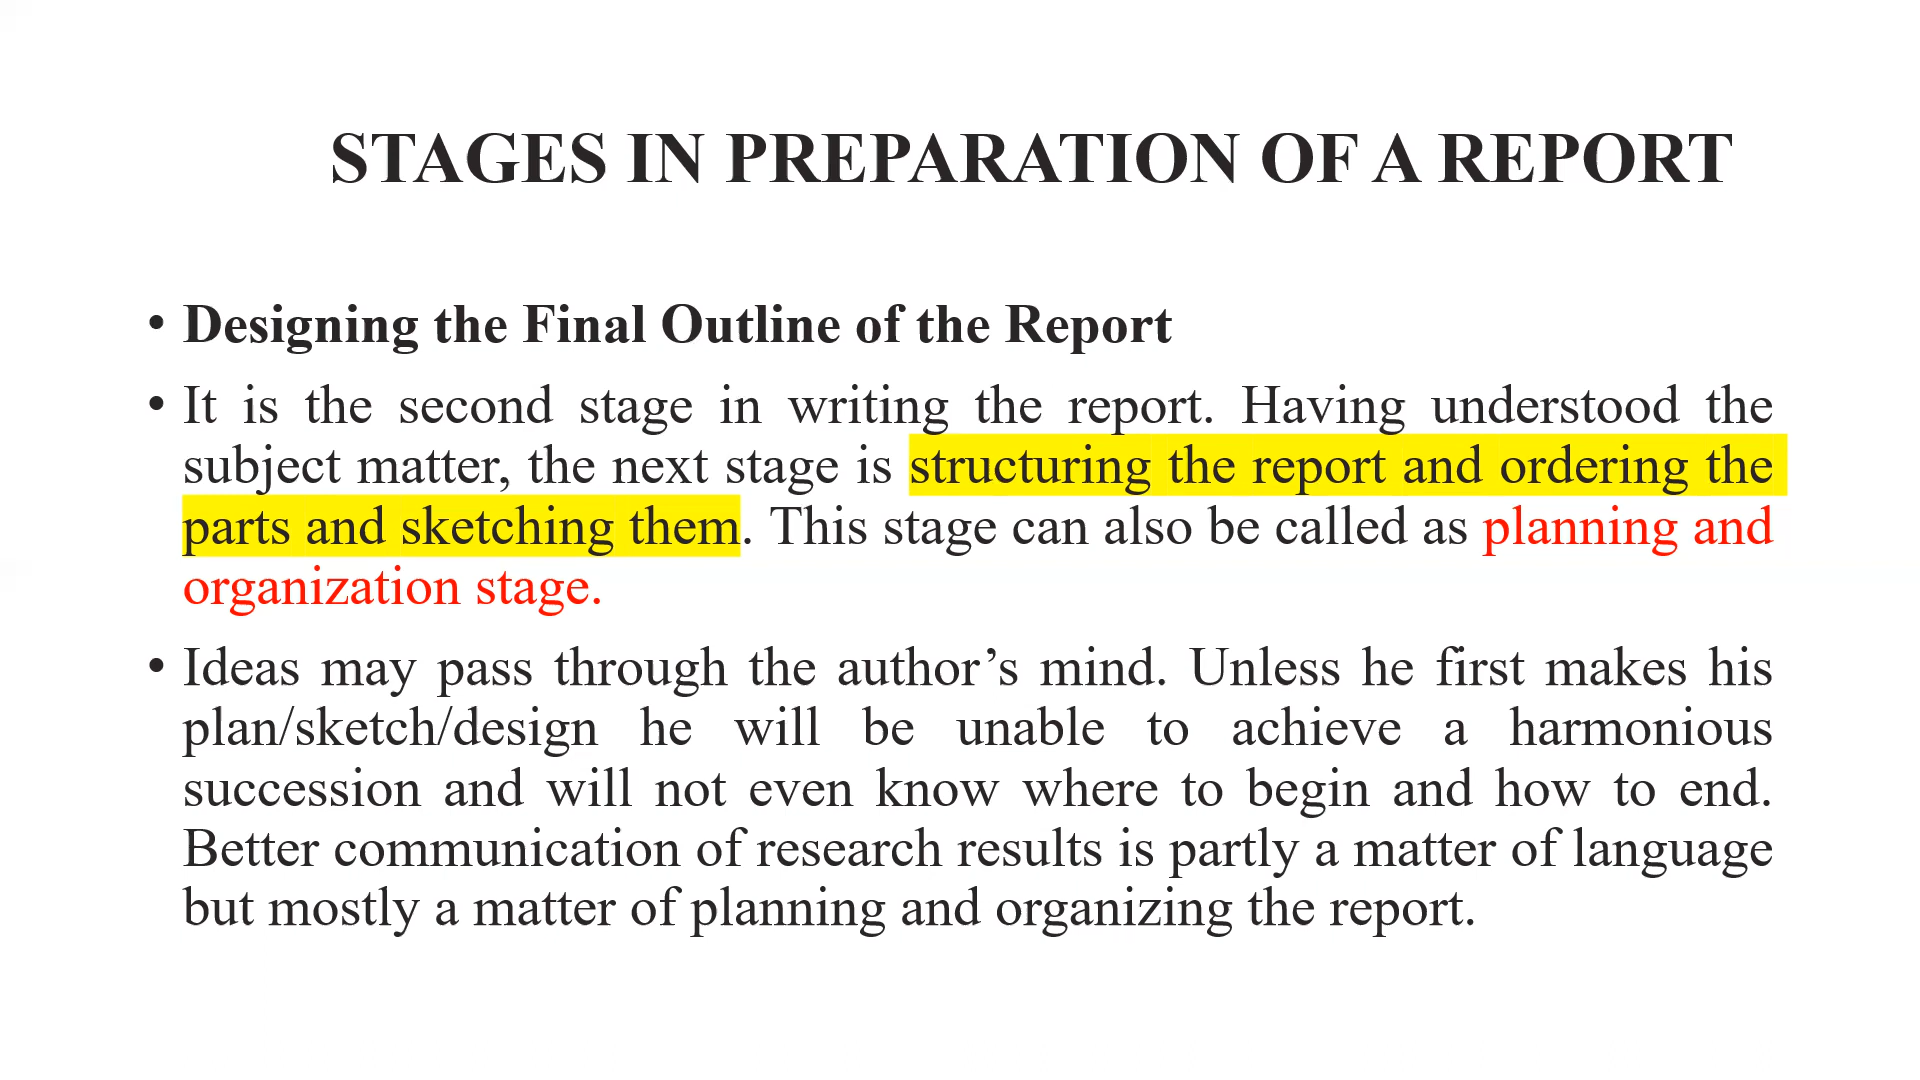 STAGES IN PREPARATION OF A REPORT
• Designing the Final Outline of the Report
• It is the second stage in writing the report. Having understood the
subject matter, the next stage is structuring the report and ordering the
parts and sketching them. This stage can also be called as planning and
organization stage.
• Ideas may pass through the author’s mind. Unless he first makes his
plan/sketch/design he will be unable to achieve a harmonious
succession and will not even know where to begin and how to end.
Better communication of research results is partly a matter of language
but mostly a matter of planning and organizing the report.